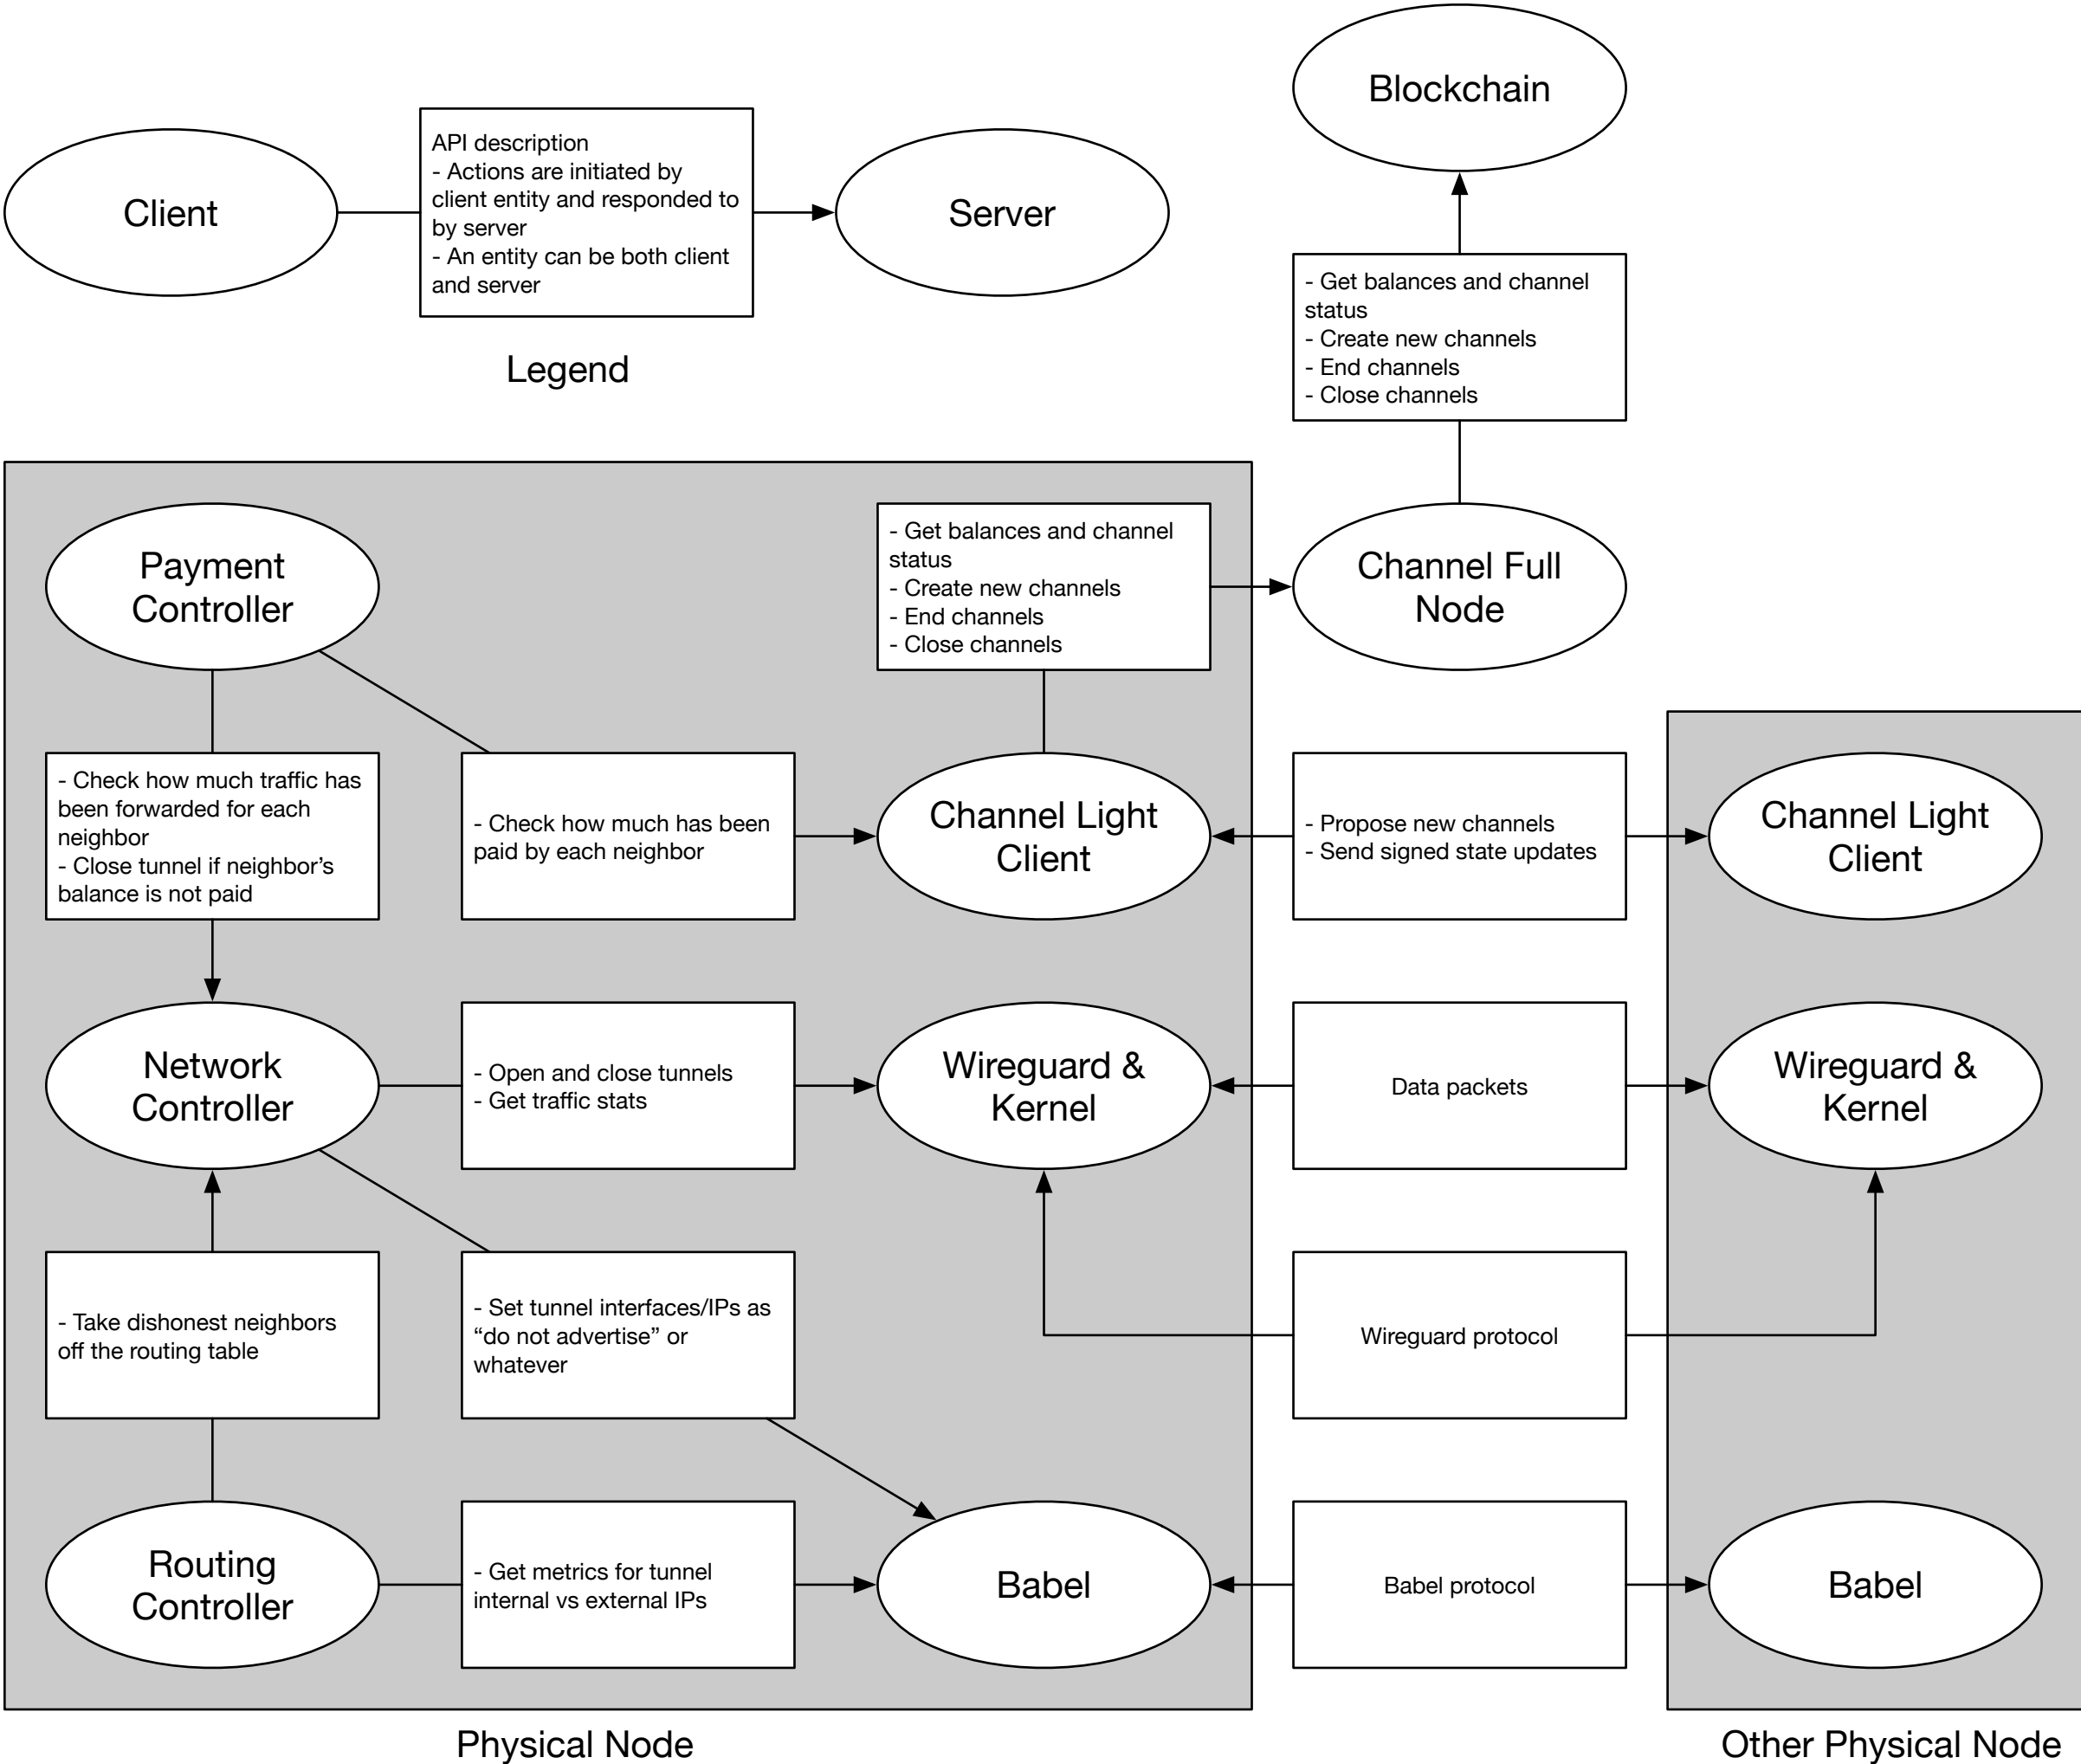 Blockchain
Client
API description
- Actions are initiated by
client entity and responded to
by server
- An entity can be both client
and server
Server
Legend
- Get balances and channel
status
- Create new channels
- End channels
- Close channels
Payment
Controller
- Get balances and channel
status
- Create new channels
- End channels
- Close channels
Channel Full
Node
- Check how much traffic has
been forwarded for each
neighbor
- Close tunnel if neighbor’s
balance is not paid
- Check how much has been
paid by each neighbor
Channel Light
Client
- Propose new channels
- Send signed state updates
Channel Light
Client
Network
Controller
- Open and close tunnels
- Get traffic stats
Wireguard &
Kernel
Data packets
Wireguard &
Kernel
- Take dishonest neighbors
off the routing table
- Set tunnel interfaces/IPs as
“do not advertise” or
whatever
Wireguard protocol
Routing
Controller
- Get metrics for tunnel
internal vs external IPs
Babel
Babel protocol
Babel
Physical Node
Other Physical Node